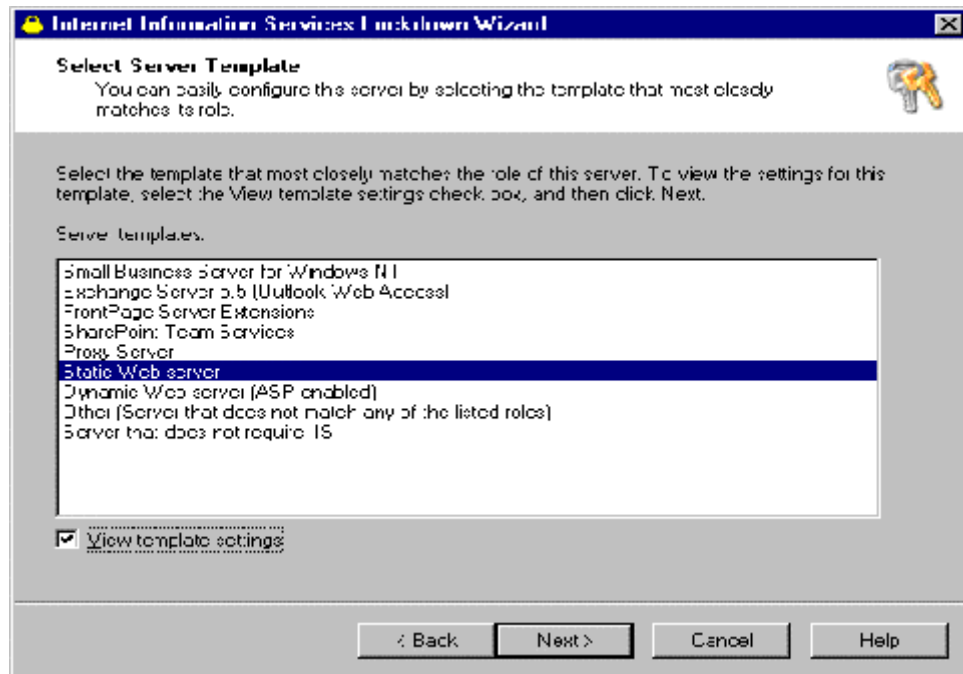 Internet Information Services Lockdown Wizard
Select Server Template
You can easily configure this server by selecting the template that most closely
matches its role.
Select the template that most closely matches the role of this server. To view the settings for this
template, select the View template settings check box, and then click Next.
Server templates:
Small Business Server for Windows NT
Exchange Server 5.5 (Outlook Web Access)
FrontPage Server Extensions
SharePoint Team Services
Proxy Server
Static Web server
Dynamic Web server (ASP enabled)
Other (Server that does not match any of the listed roles)
Server that does not require IIS
View template settings
< Back
Next >
Cancel
Help